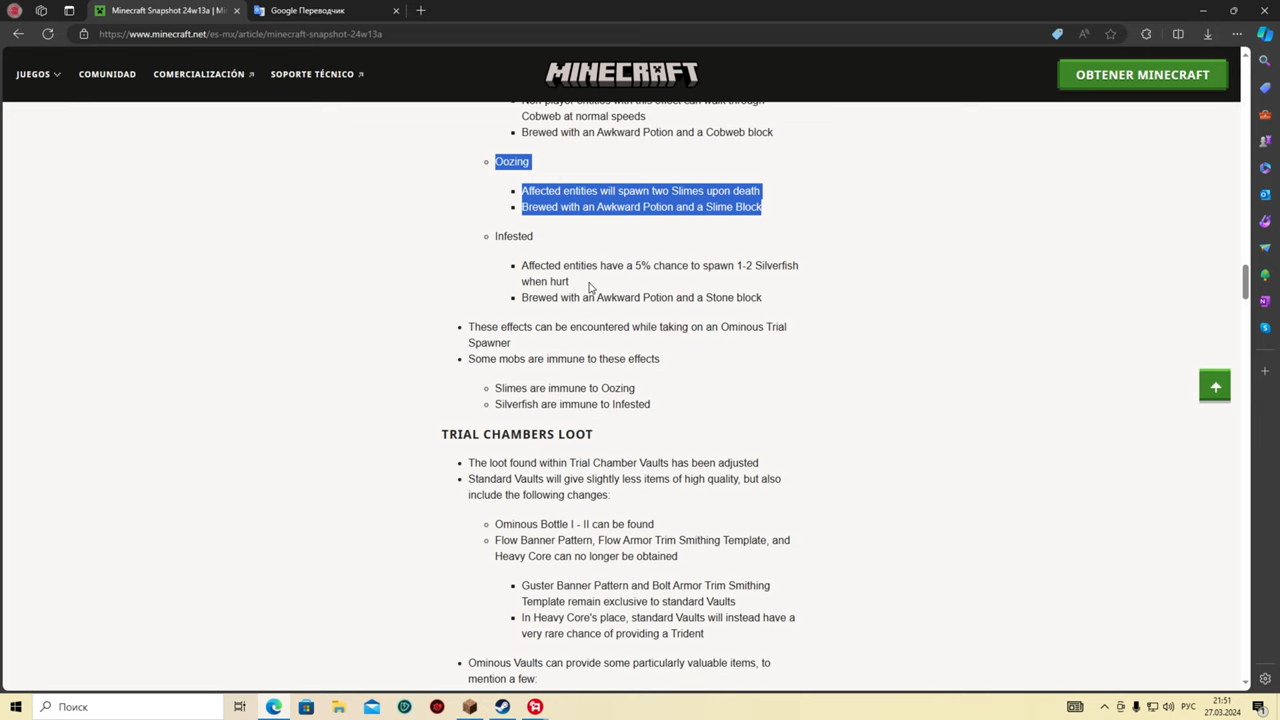 Minecraft Snapshot 24w13a | Mi
Google Переводчик
https://www.minecraft.net/es-mx/article/minecraft-snapshot-24w13a
JUEGOS
COMUNIDAD
COMERCIALIZACIÓN
SOPORTE TÉCNICO
MINECRAFT
OBTENER MINECRAFT
Non-player entities with this effect can walk through
Cobweb at normal speeds
Brewed with an Awkward Potion and a Cobweb block
Oozing
Affected entities will spawn two Slimes upon death
Brewed with an Awkward Potion and a Slime Block
Infested
Affected entities have a 5% chance to spawn 1-2 Silverfish
when hurt
Brewed with an Awkward Potion and a Stone block
These effects can be encountered while taking on an Ominous Trial
Spawner
Some mobs are immune to these effects
Slimes are immune to Oozing
Silverfish are immune to Infested
TRIAL CHAMBERS LOOT
The loot found within Trial Chamber Vaults has been adjusted
Standard Vaults will give slightly less items of high quality, but also
include the following changes:
Ominous Bottle I - II can be found
Flow Banner Pattern, Flow Armor Trim Smithing Template, and
Heavy Core can no longer be obtained
Guster Banner Pattern and Bolt Armor Trim Smithing
Template remain exclusive to standard Vaults
In Heavy Core's place, standard Vaults will instead have a
very rare chance of providing a Trident
Ominous Vaults can provide some particularly valuable items, to
mention a few:
Поиск
РУС
21:51
27.03.2024